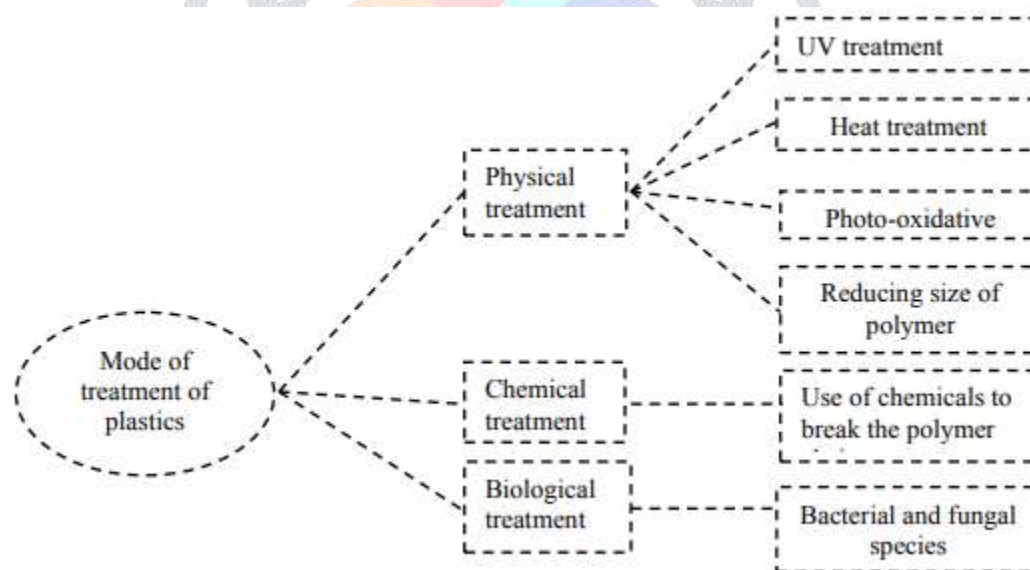 UV treatment
Heat treatment
Physical
treatment
Photo-oxidative
Reducing size of
polymer
Mode of
treatment of
plastics
Chemical
treatment
Use of chemicals to
break the polymer
Biological
treatment
Bacterial and fungal
species